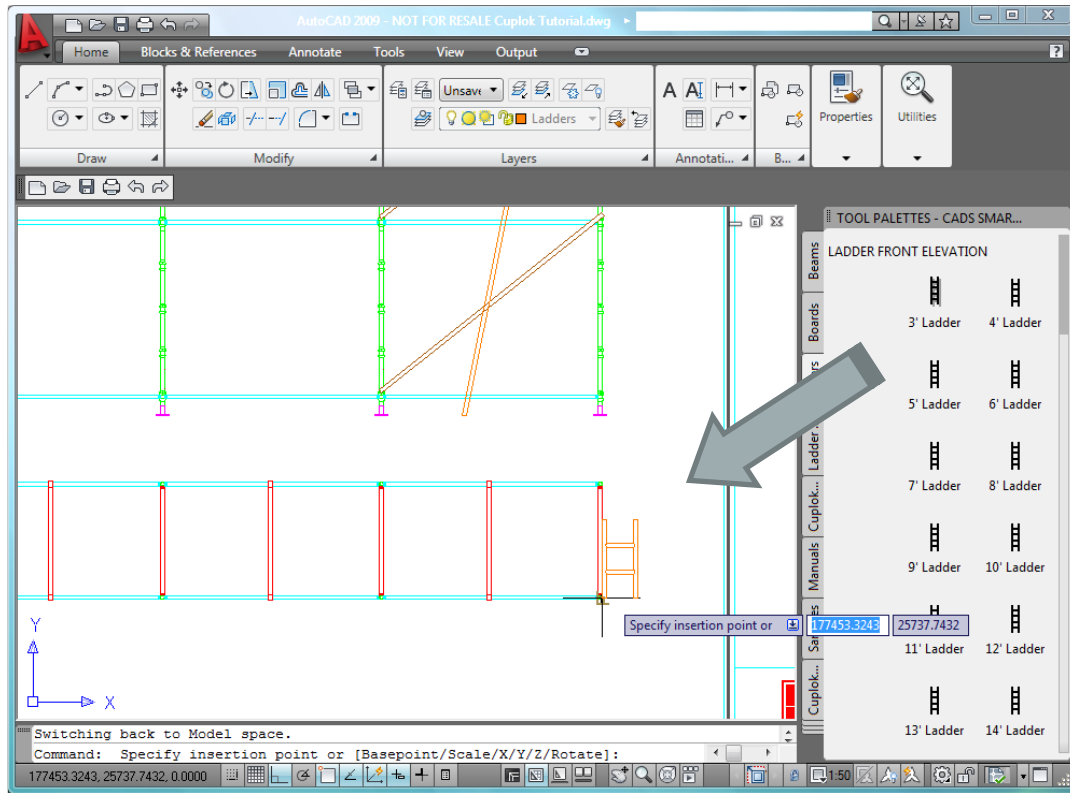 AutoCAD 2009 - NOT FOR RESALE Cuplok Tutorial.dwg
Home Blocks & References Annotate Tools View Output
Unsave
Ladders
Properties
Utilities
Draw Modify Layers Annotati... B...
TOOL PALETTES - CADS SMAR...
Beams
Boards
Ladder
Cuplok...
Manuals
Cuplok...
LADDER FRONT ELEVATION
3' Ladder 4' Ladder
5' Ladder 6' Ladder
7' Ladder 8' Ladder
9' Ladder 10' Ladder
11' Ladder 12' Ladder
13' Ladder 14' Ladder
Specify insertion point or 177453.3243 25737.7432
Y
X
Switching back to Model space.
Command: Specify insertion point or [Basepoint/Scale/X/Y/Z/Rotate]:
177453.3243, 25737.7432, 0.0000
1:50